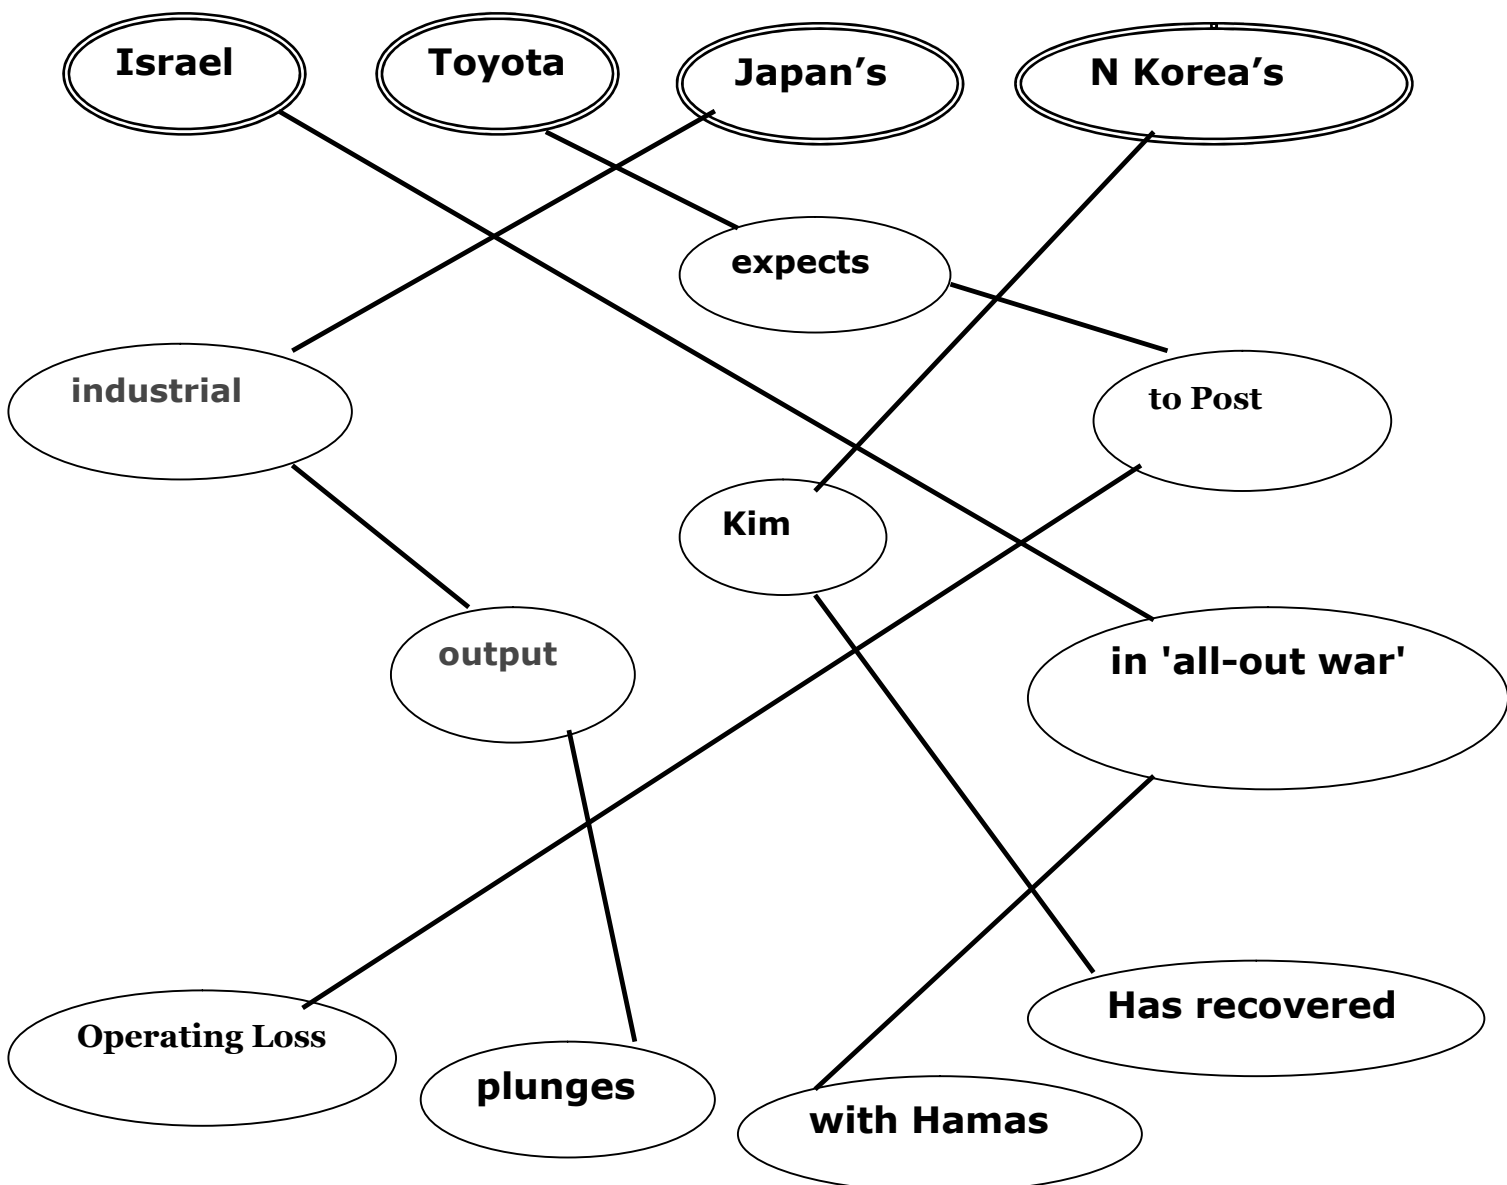 Israel
Toyota
Japan’s
N Korea’s
expects
industrial
to Post
Kim
output
in 'all-out war'
Has recovered
Operating Loss
plunges
with Hamas